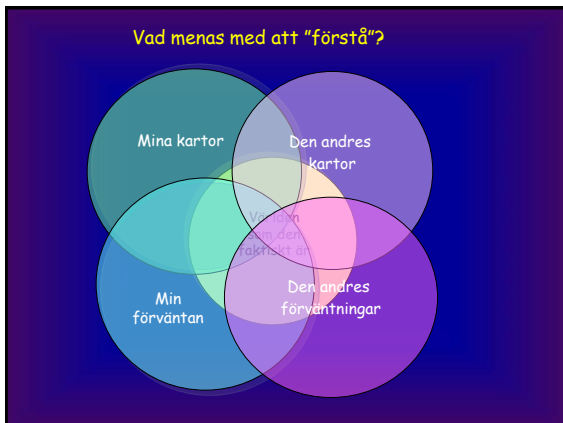 Vad menas med att ”förstå”?
Mina kartor
Den andres
kartor
Världen
som den
faktiskt är
Min
förväntan
Den andres
förväntningar